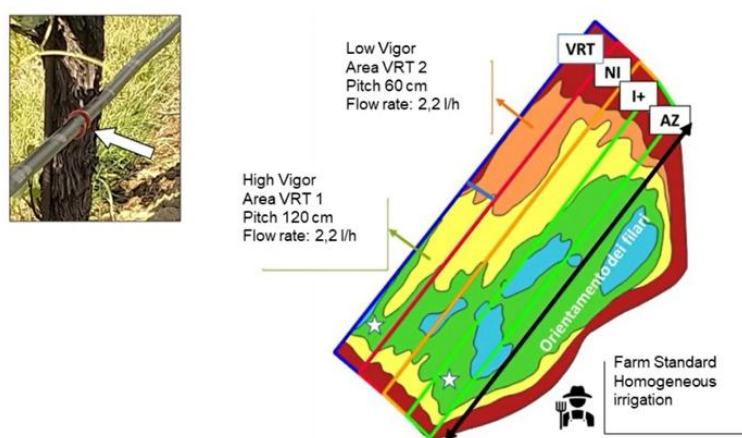 Low Vigor
Area VRT 2
Pitch 60 cm
Flow rate: 2,2 l/h
High Vigor
Area VRT 1
Pitch 120 cm
Flow rate: 2,2 l/h
VRT
NI
I+
AZ
Orientamento dei filari
Farm Standard
Homogeneous
irrigation